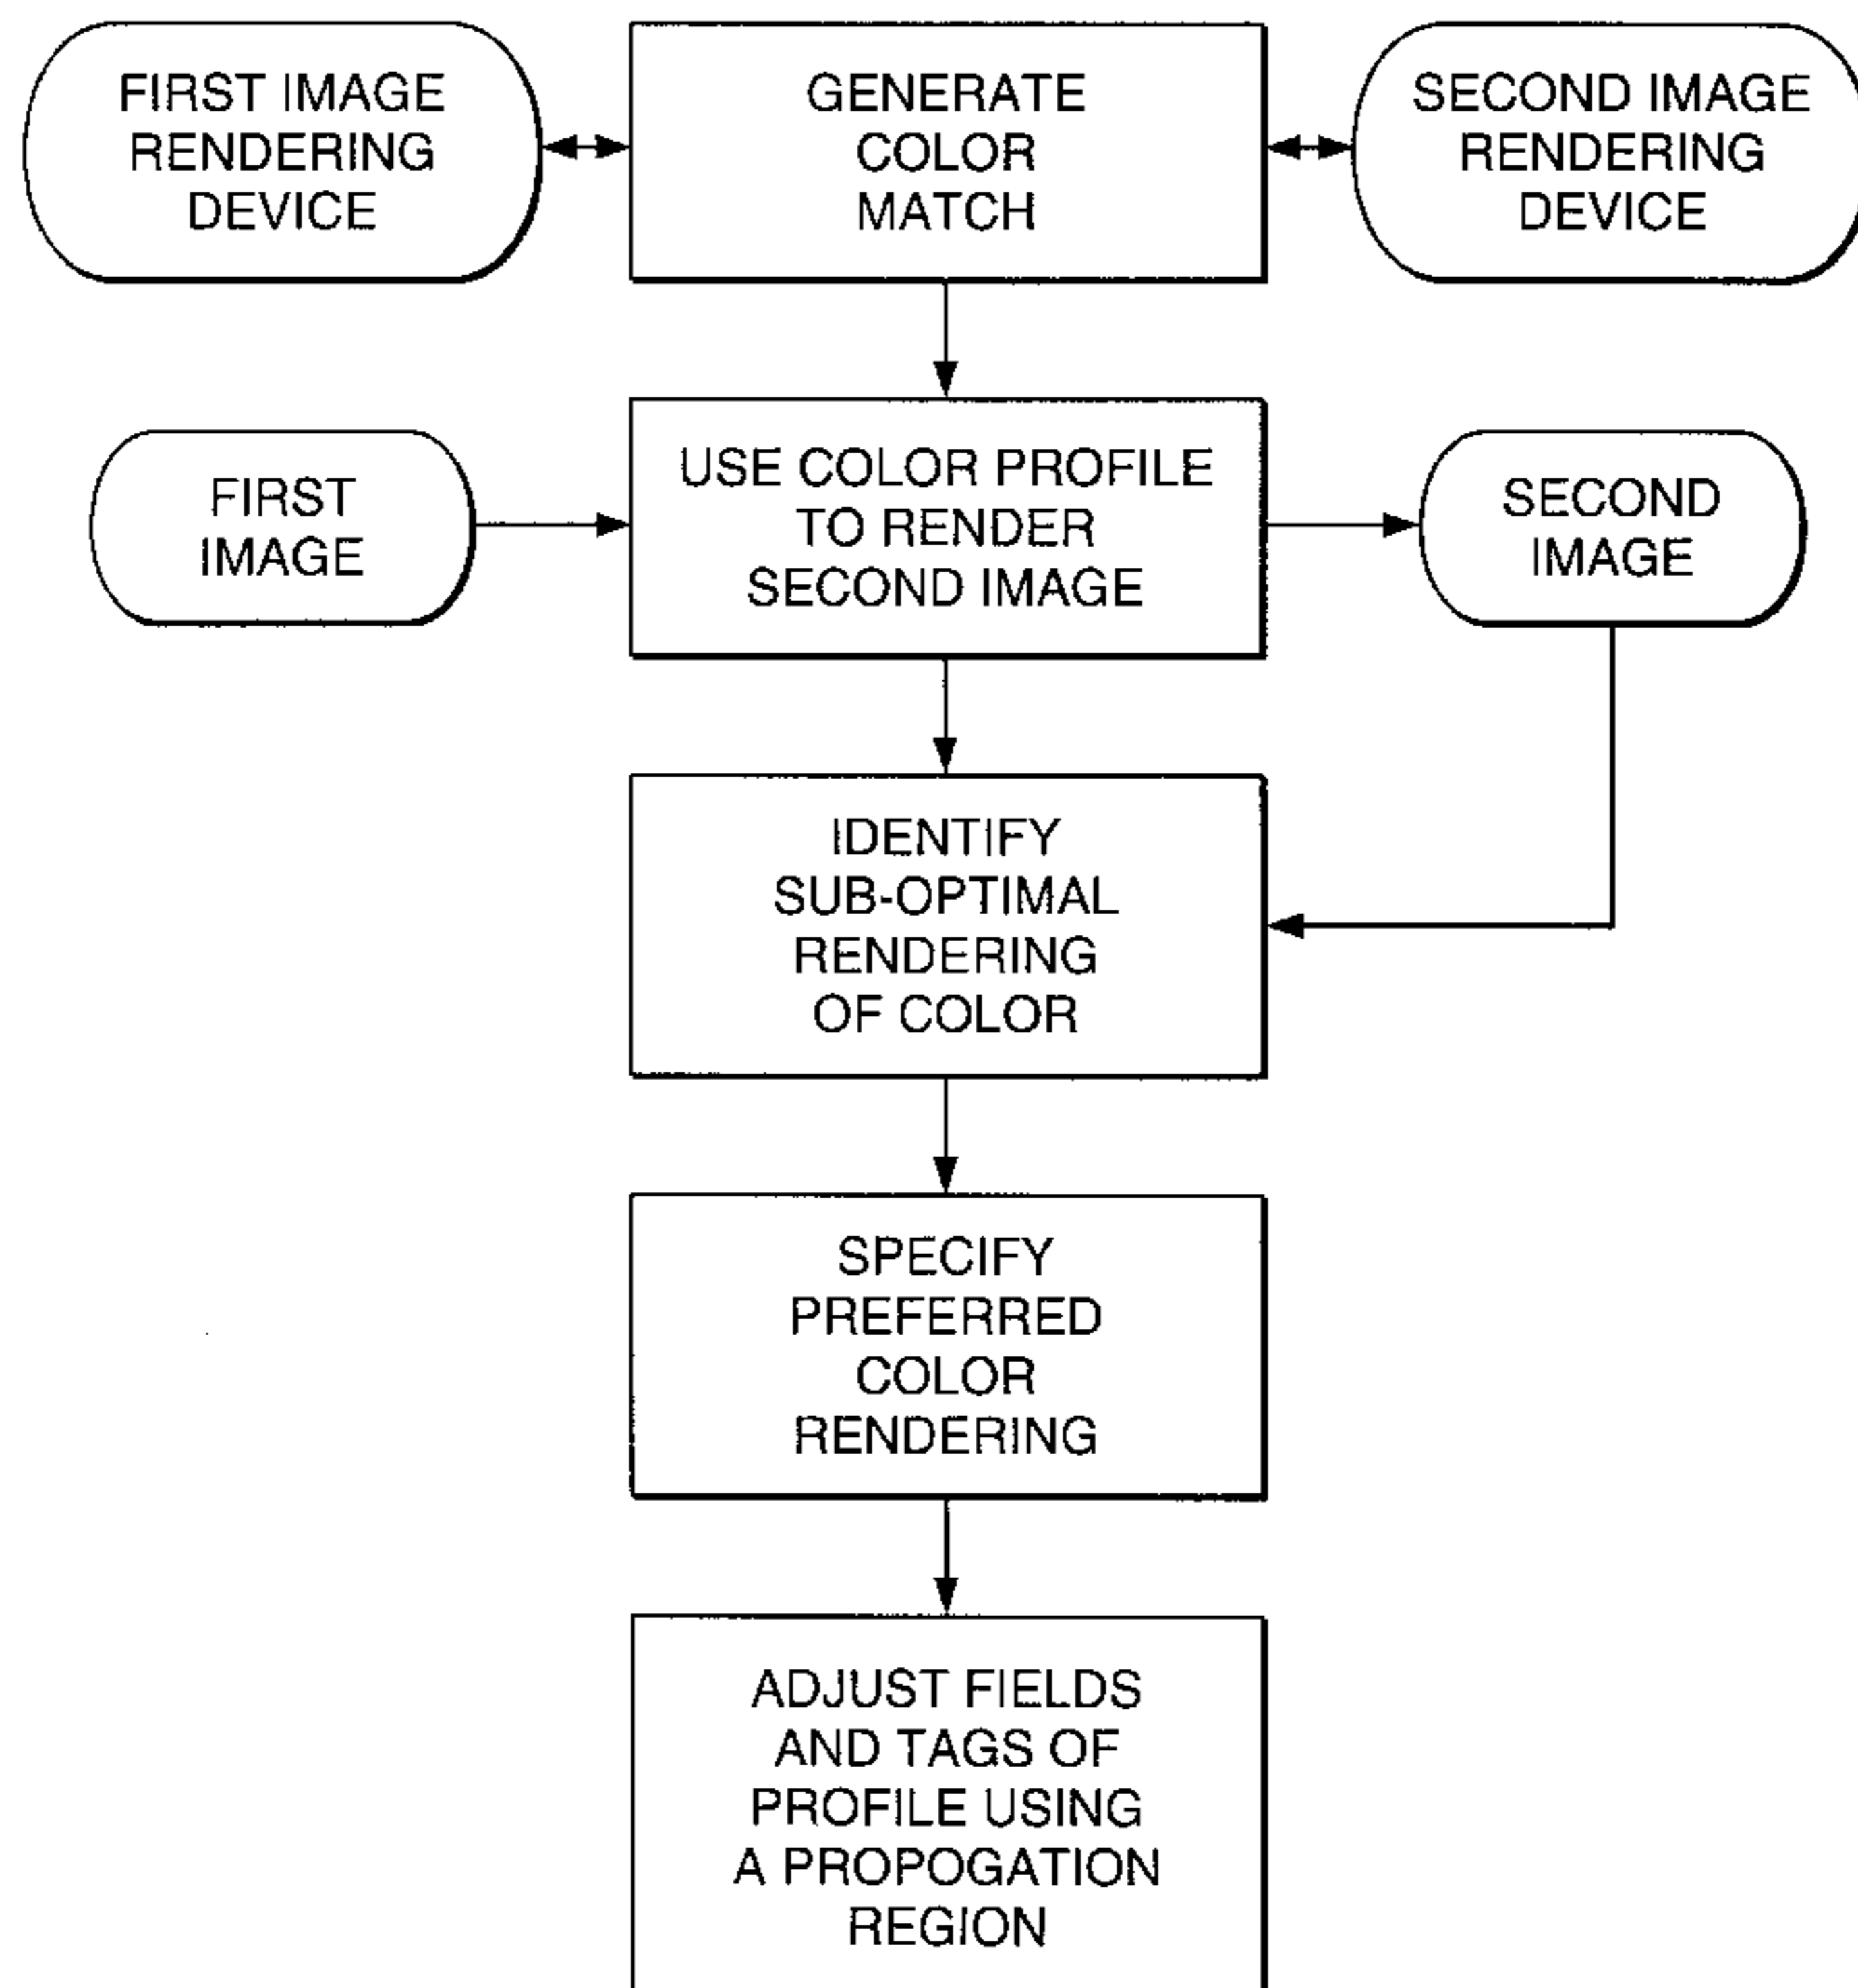 FIRST IMAGE
RENDERING
DEVICE
GENERATE
COLOR
MATCH
SECOND IMAGE
RENDERING
DEVICE
FIRST
IMAGE
USE COLOR PROFILE
TO RENDER
SECOND IMAGE
SECOND
IMAGE
IDENTIFY
SUB-OPTIMAL
RENDERING
OF COLOR
SPECIFY
PREFERRED
COLOR
RENDERING
ADJUST FIELDS
AND TAGS OF
PROFILE USING
A PROPOGATION
REGION